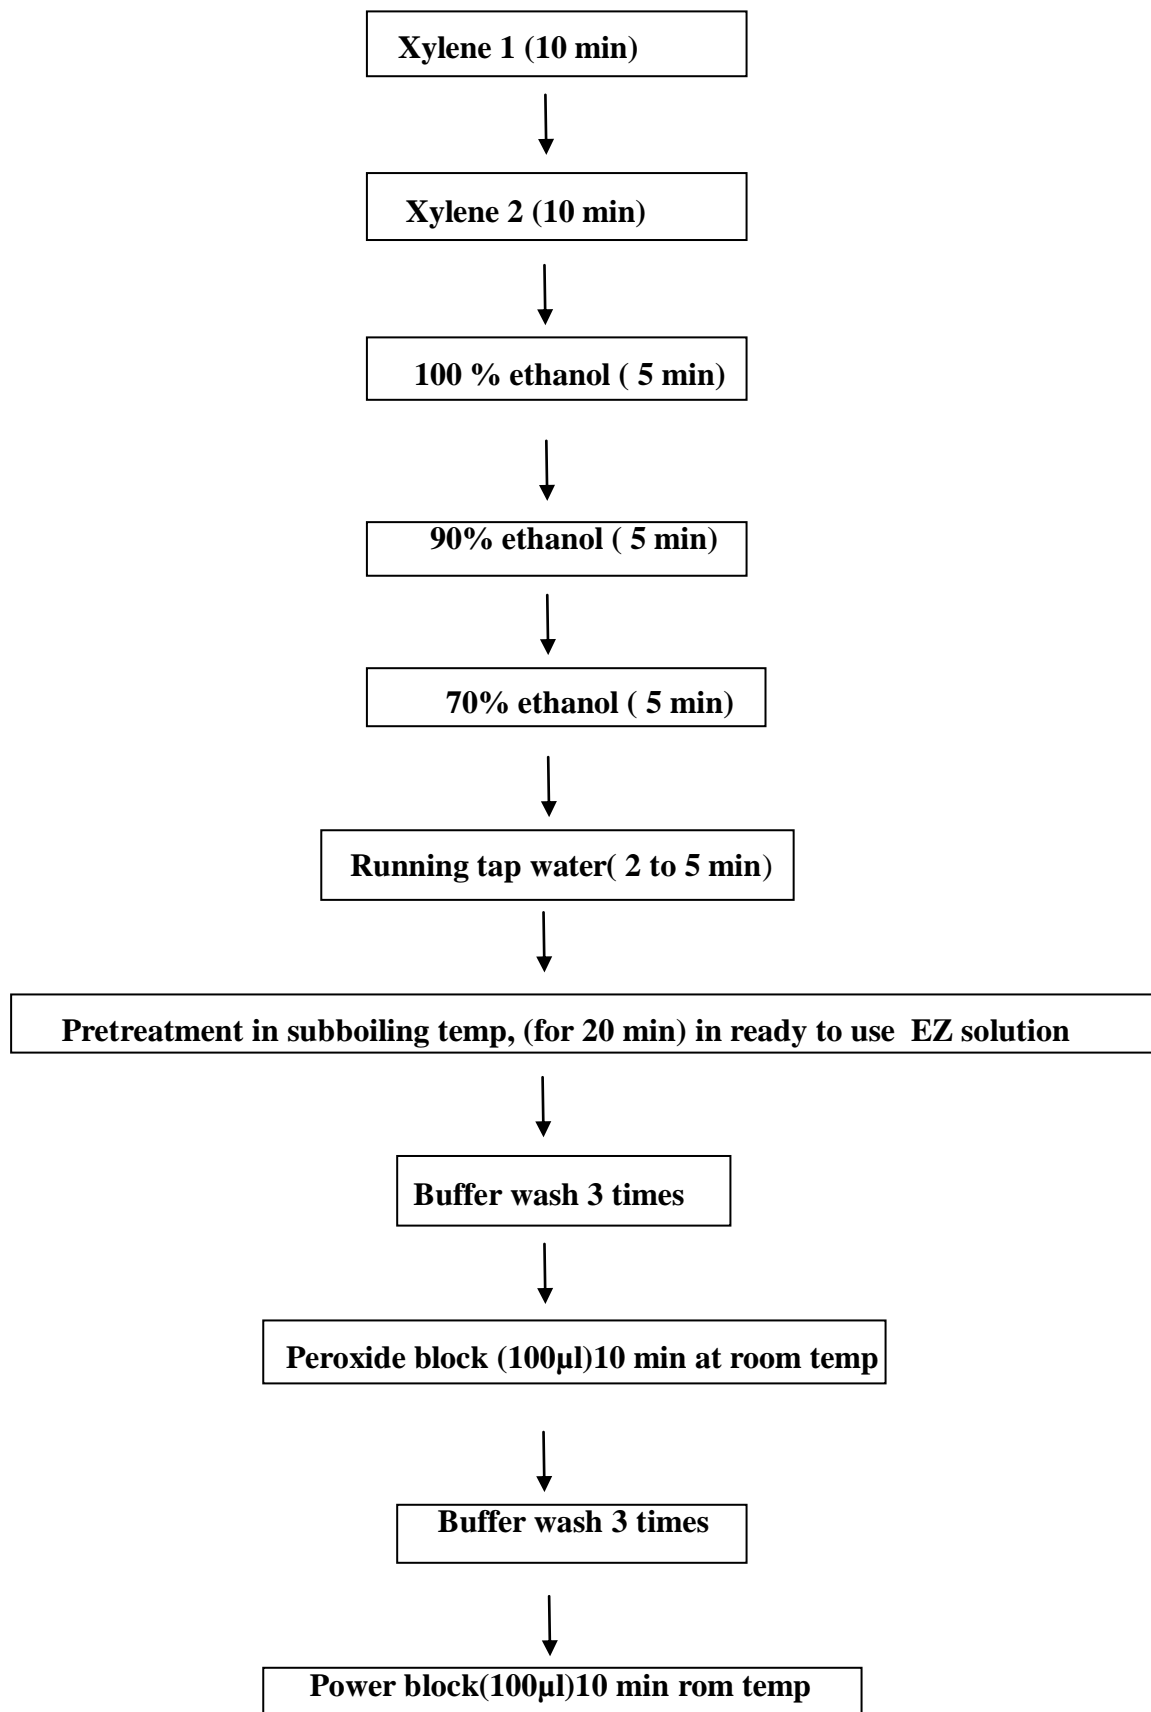 Xylene 1 (10 min)
Xylene 2 (10 min)
100 % ethanol ( 5 min)
90% ethanol ( 5 min)
70% ethanol ( 5 min)
Running tap water( 2 to 5 min)
Pretreatment in subboiling temp, (for 20 min) in ready to use  EZ solution
Buffer wash 3 times
Peroxide block (100µl)10 min at room temp
Buffer wash 3 times
Power block(100µl)10 min rom temp